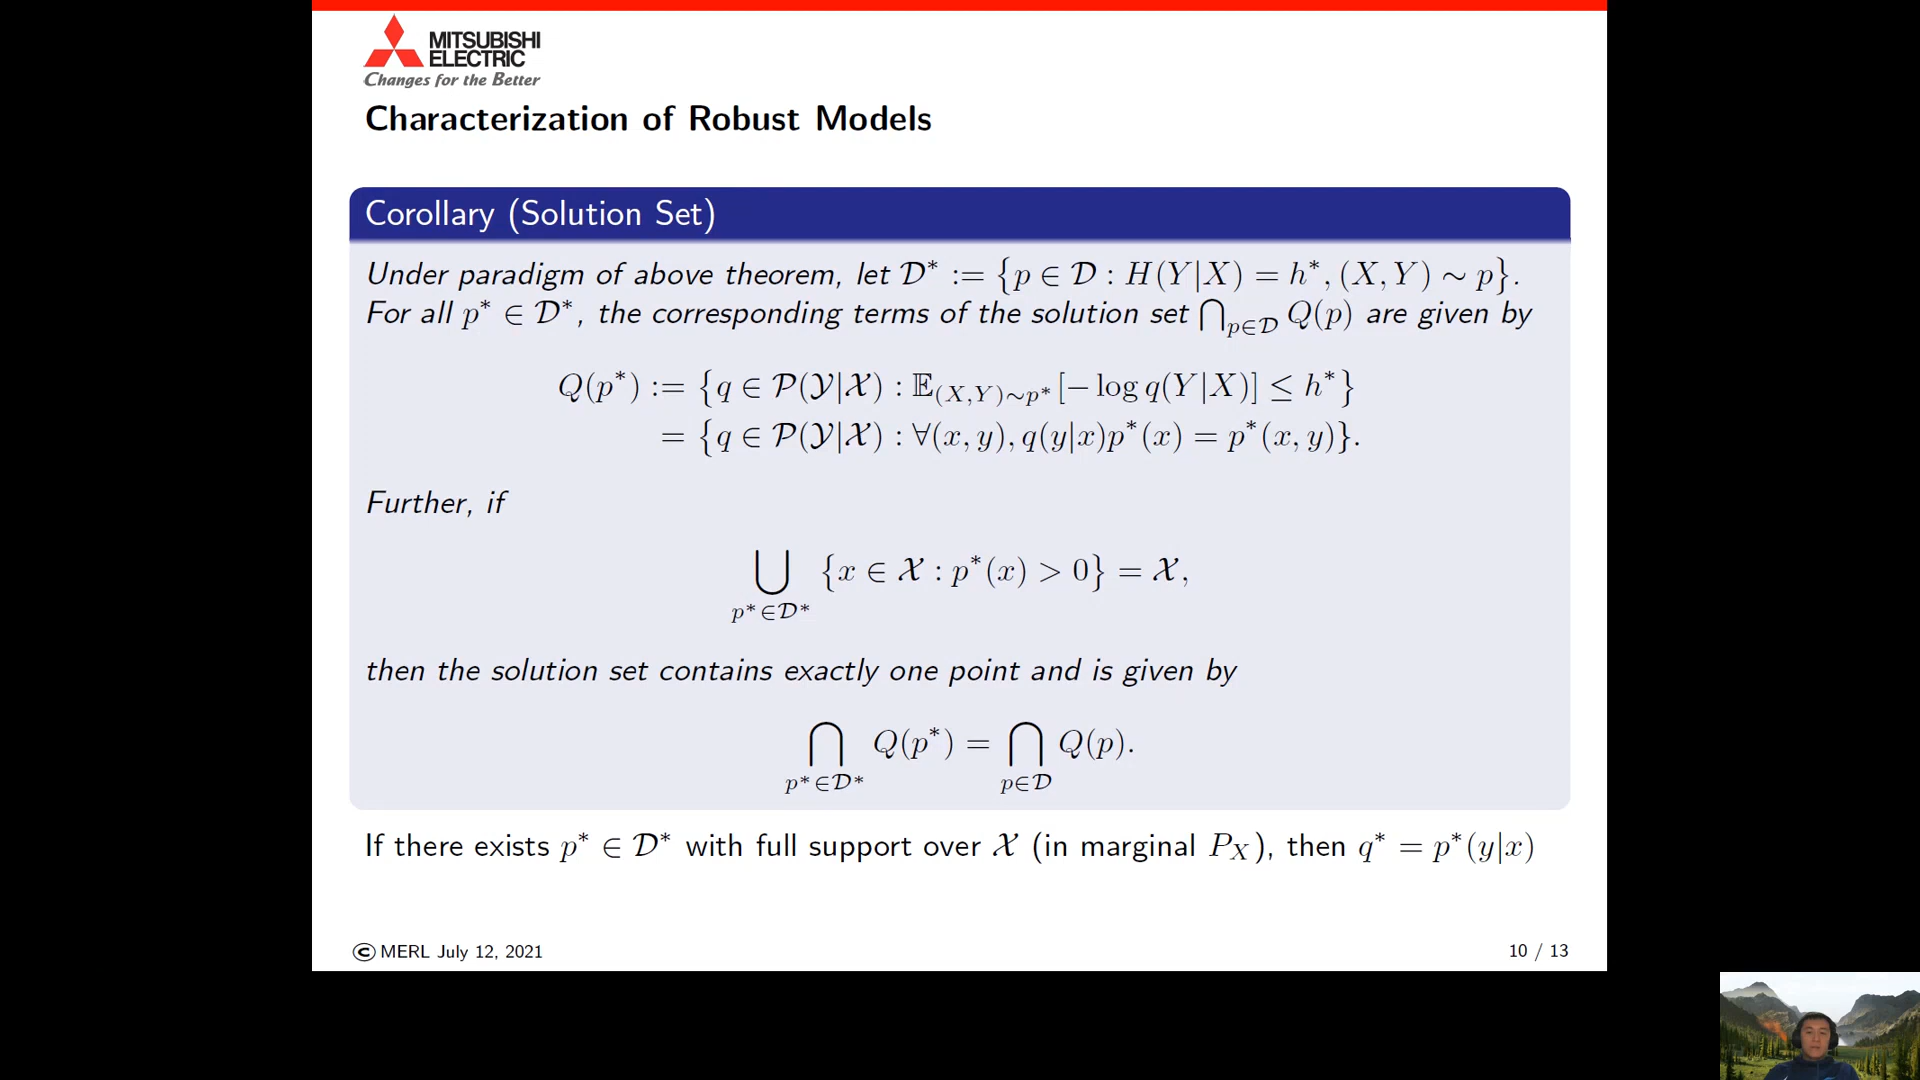 MITSUBISHI
ELECTRIC
Changes for the Better
Characterization of Robust Models
Corollary (Solution Set)
Under paradigm of above theorem, let 𝒟* := {p ∈ 𝒟 : H(Y|X) = h*, (X, Y) ∼ p}.
For all p* ∈ 𝒟*, the corresponding terms of the solution set ⋂_{p∈𝒟} Q(p) are given by
Q(p*) := {q ∈ 𝒫(𝒴|𝒳) : 𝔼_{(X,Y)∼p*}[− log q(Y|X)] ≤ h*}
= {q ∈ 𝒫(𝒴|𝒳) : ∀(x, y), q(y|x)p*(x) = p*(x, y)}.
Further, if
⋃_{p*∈𝒟*} {x ∈ 𝒳 : p*(x) > 0} = 𝒳,
then the solution set contains exactly one point and is given by
⋂_{p*∈𝒟*} Q(p*) = ⋂_{p∈𝒟} Q(p).
If there exists p* ∈ 𝒟* with full support over 𝒳 (in marginal P_X), then q* = p*(y|x)
© MERL July 12, 2021
10 / 13